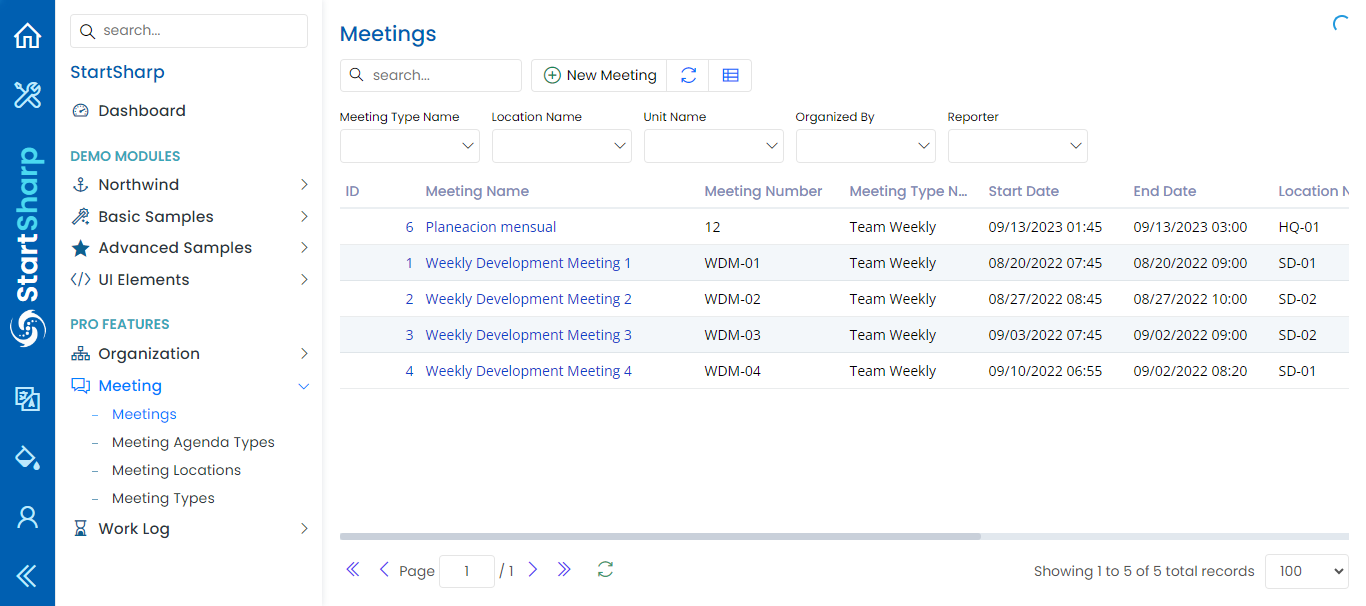 search...
StartSharp
Dashboard
DEMO MODULES
Northwind
Basic Samples
Advanced Samples
UI Elements
PRO FEATURES
Organization
Meeting
Meetings
Meeting Agenda Types
Meeting Locations
Meeting Types
Work Log
StartSharp
Meetings
search...
New Meeting
Meeting Type Name Location Name Unit Name Organized By Reporter
ID Meeting Name Meeting Number Meeting Type N... Start Date End Date Location N
6 Planeacion mensual 12 Team Weekly 09/13/2023 01:45 09/13/2023 03:00 HQ-01
1 Weekly Development Meeting 1 WDM-01 Team Weekly 08/20/2022 07:45 08/20/2022 09:00 SD-01
2 Weekly Development Meeting 2 WDM-02 Team Weekly 08/27/2022 08:45 08/27/2022 10:00 SD-02
3 Weekly Development Meeting 3 WDM-03 Team Weekly 09/03/2022 07:45 09/02/2022 09:00 SD-02
4 Weekly Development Meeting 4 WDM-04 Team Weekly 09/10/2022 06:55 09/02/2022 08:20 SD-01
Page 1 / 1
Showing 1 to 5 of 5 total records 100